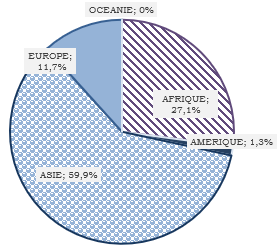 OCEANIE; 0%
EUROPE;
11,7%
AFRIQUE;
27,1%
AMERIQUE; 1,3%
ASIE; 59,9%